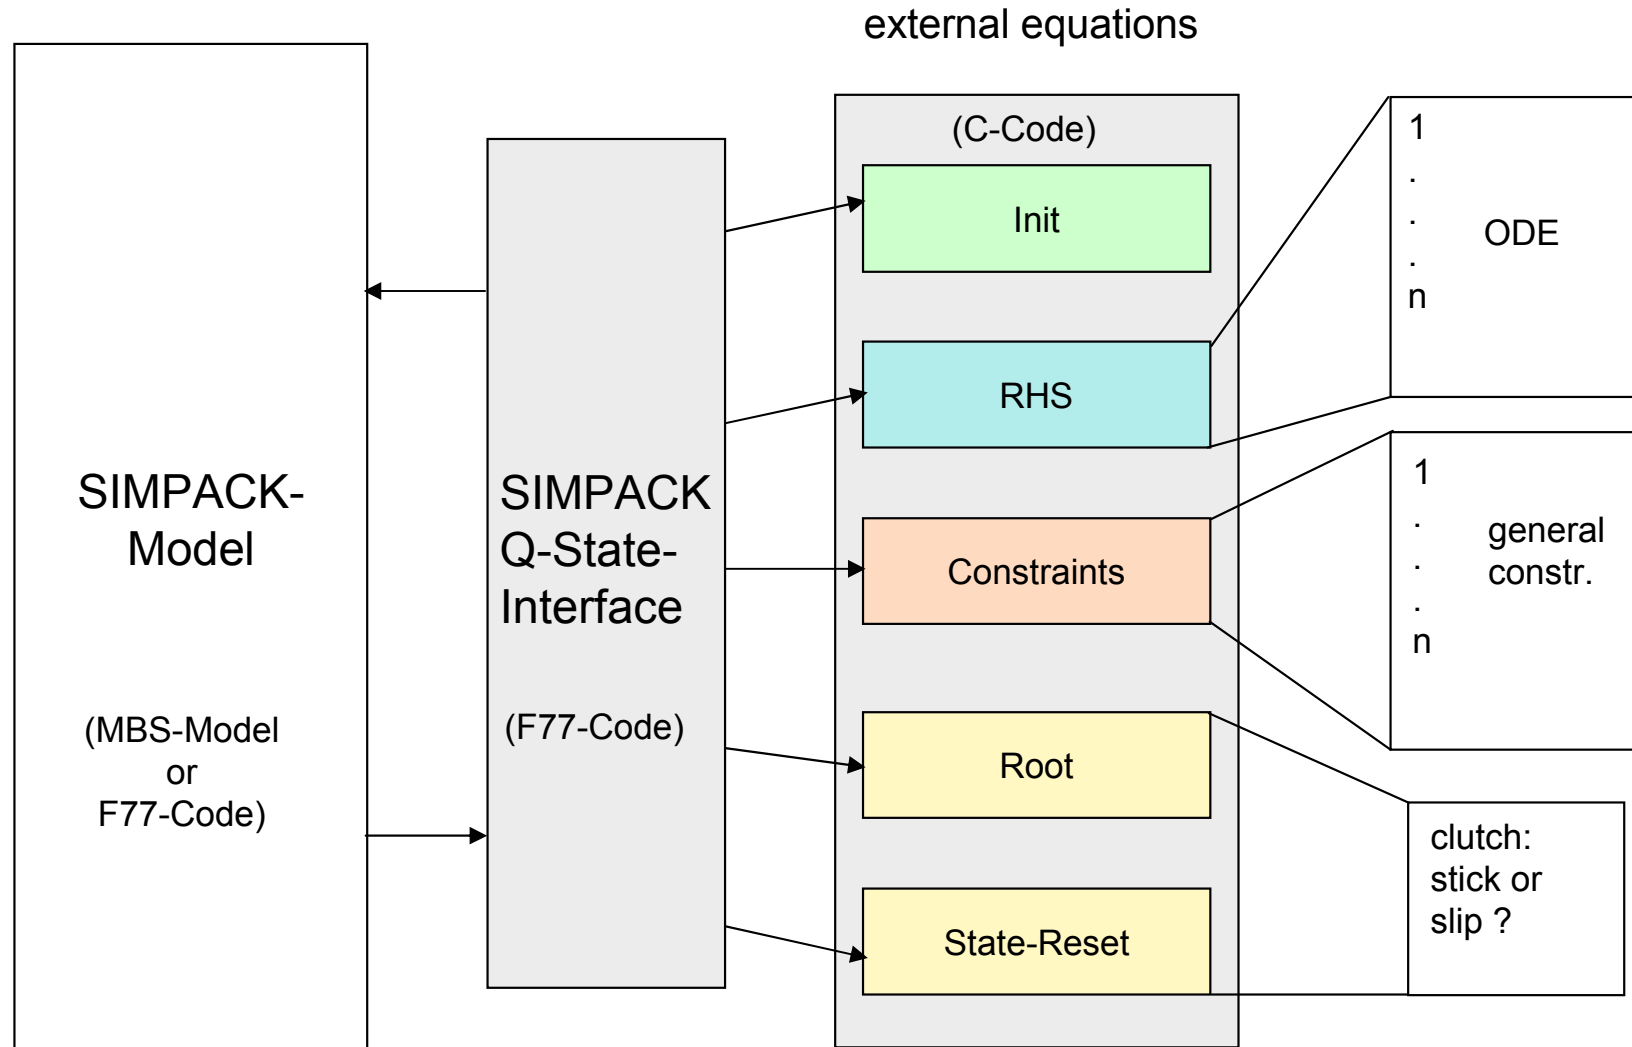 external equations
SIMPACK-
Model
(MBS-Model
or
F77-Code)
SIMPACK
Q-State-
Interface
(F77-Code)
(C-Code)
Init
RHS
Constraints
Root
State-Reset
1
.
.
.
n
ODE
1
.
.
.
n
general
constr.
clutch:
stick or
slip ?